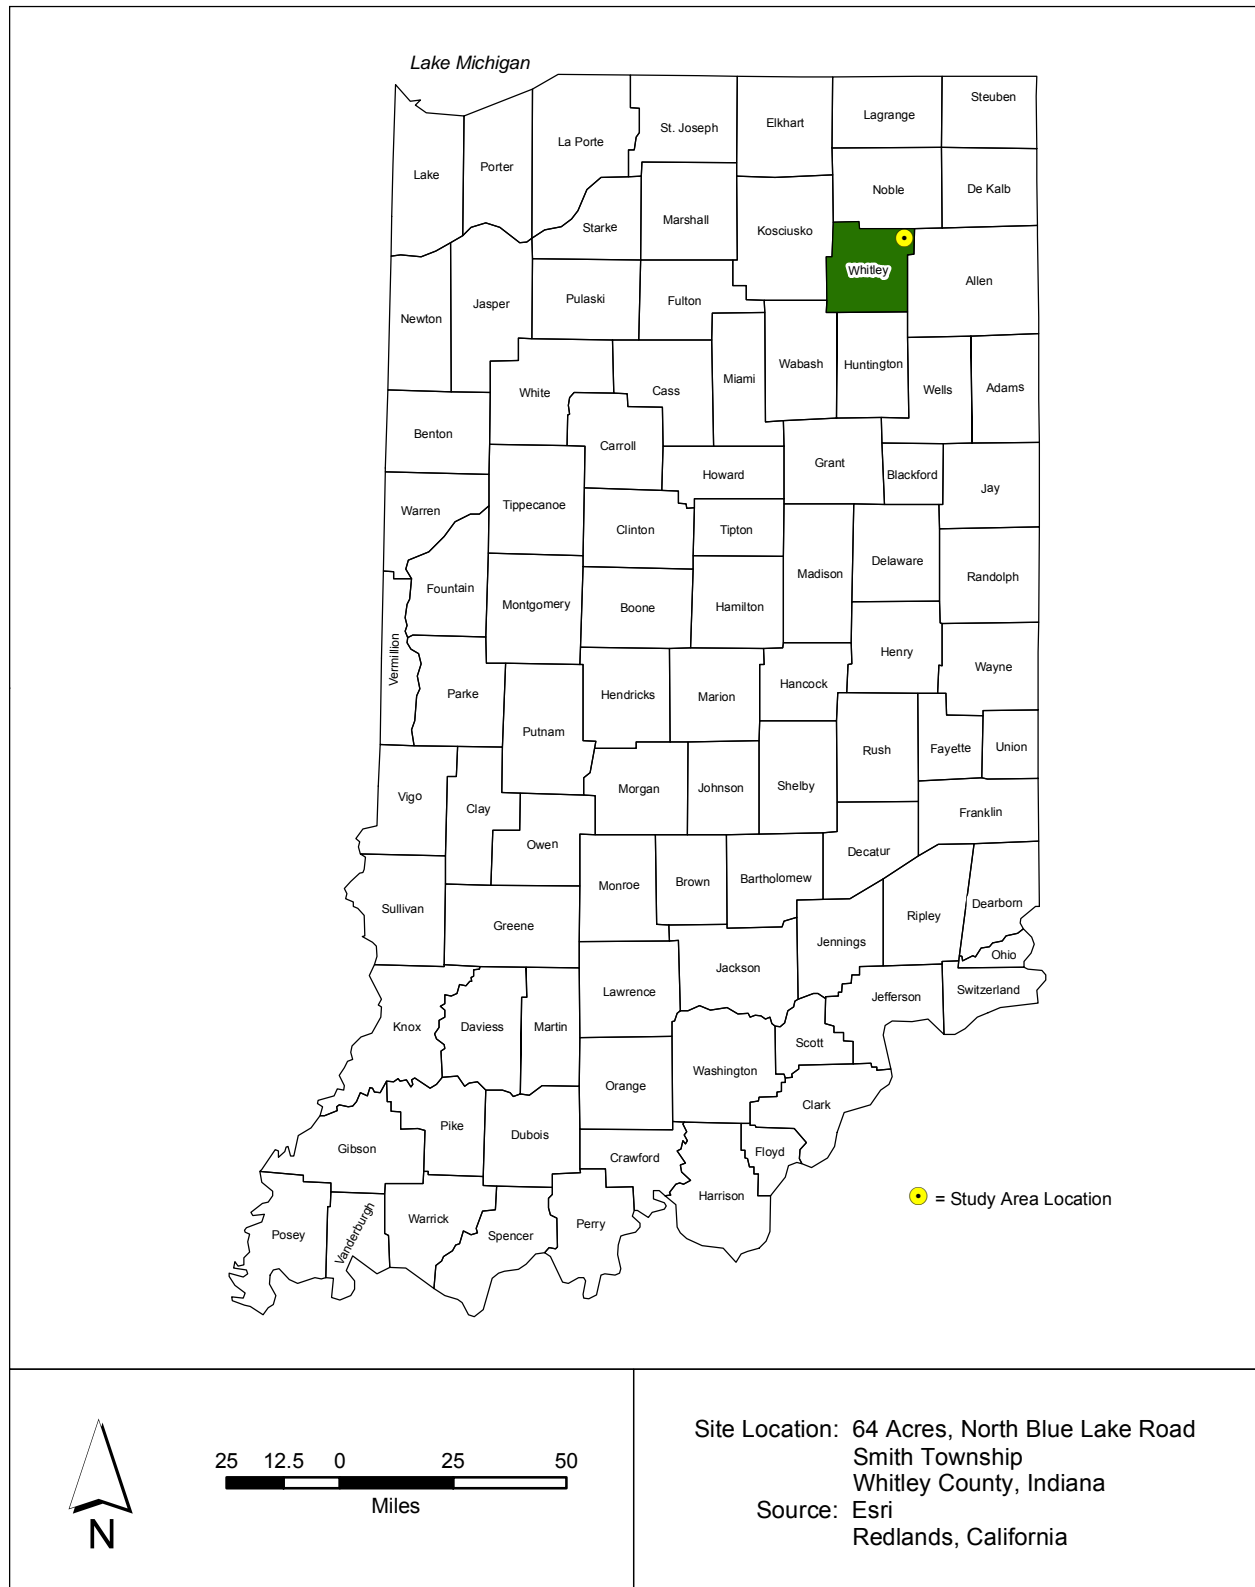 Lake Michigan
Steuben
Lagrange
Elkhart
St. Joseph
La Porte
Porter
Lake
Noble
De Kalb
Marshall
Starke
Kosciusko
Whitley
Allen
Pulaski
Fulton
Jasper
Newton
Wabash
Huntington
Miami
Cass
White
Wells
Adams
Benton
Carroll
Grant
Howard
Blackford
Jay
Tippecanoe
Warren
Clinton
Tipton
Delaware
Madison
Randolph
Fountain
Montgomery
Boone
Hamilton
Vermillion
Henry
Wayne
Parke
Hendricks
Marion
Hancock
Putnam
Rush
Fayette
Union
Vigo
Clay
Morgan
Johnson
Shelby
Franklin
Owen
Decatur
Monroe
Brown
Bartholomew
Sullivan
Greene
Ripley
Dearborn
Jennings
Ohio
Jackson
Lawrence
Jefferson
Switzerland
Knox
Daviess
Martin
Scott
Washington
Orange
Clark
Pike
Dubois
Gibson
Crawford
Floyd
Harrison
Posey
Vanderburgh
Warrick
Spencer
Perry
= Study Area Location
N
25 12.5 0 25 50
Miles
Site Location: 64 Acres, North Blue Lake Road
Smith Township
Whitley County, Indiana
Source: Esri
Redlands, California